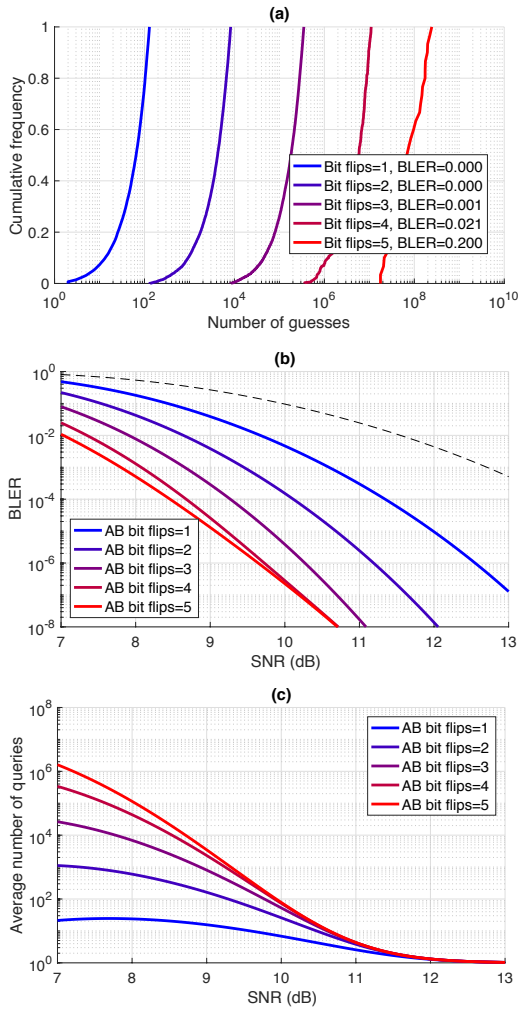 (a)
Cumulative frequency
1
0.8
0.6
0.4
0.2
0
Bit flips=1, BLER=0.000
Bit flips=2, BLER=0.000
Bit flips=3, BLER=0.001
Bit flips=4, BLER=0.021
Bit flips=5, BLER=0.200
10^0 10^2 10^4 10^6 10^8 10^10
Number of guesses
(b)
BLER
10^0
10^-2
10^-4
10^-6
10^-8
AB bit flips=1
AB bit flips=2
AB bit flips=3
AB bit flips=4
AB bit flips=5
7 8 9 10 11 12 13
SNR (dB)
(c)
Average number of queries
10^8
10^6
10^4
10^2
10^0
AB bit flips=1
AB bit flips=2
AB bit flips=3
AB bit flips=4
AB bit flips=5
7 8 9 10 11 12 13
SNR (dB)